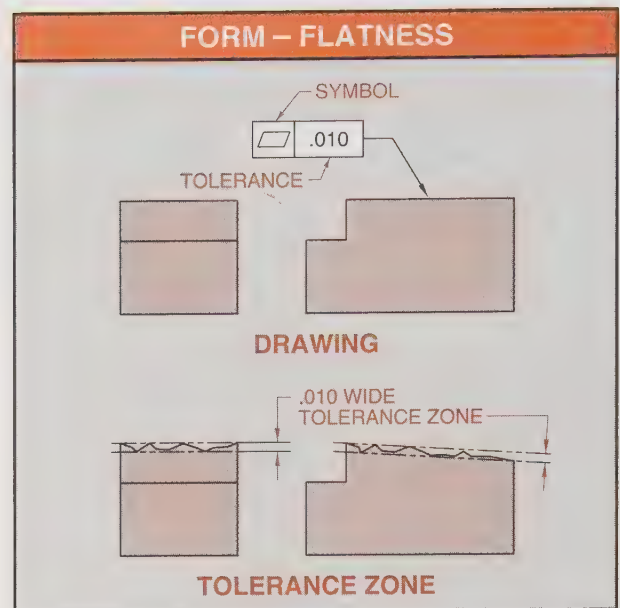 FORM – FLATNESS
SYMBOL
.010
TOLERANCE
DRAWING
.010 WIDE
TOLERANCE ZONE
TOLERANCE ZONE